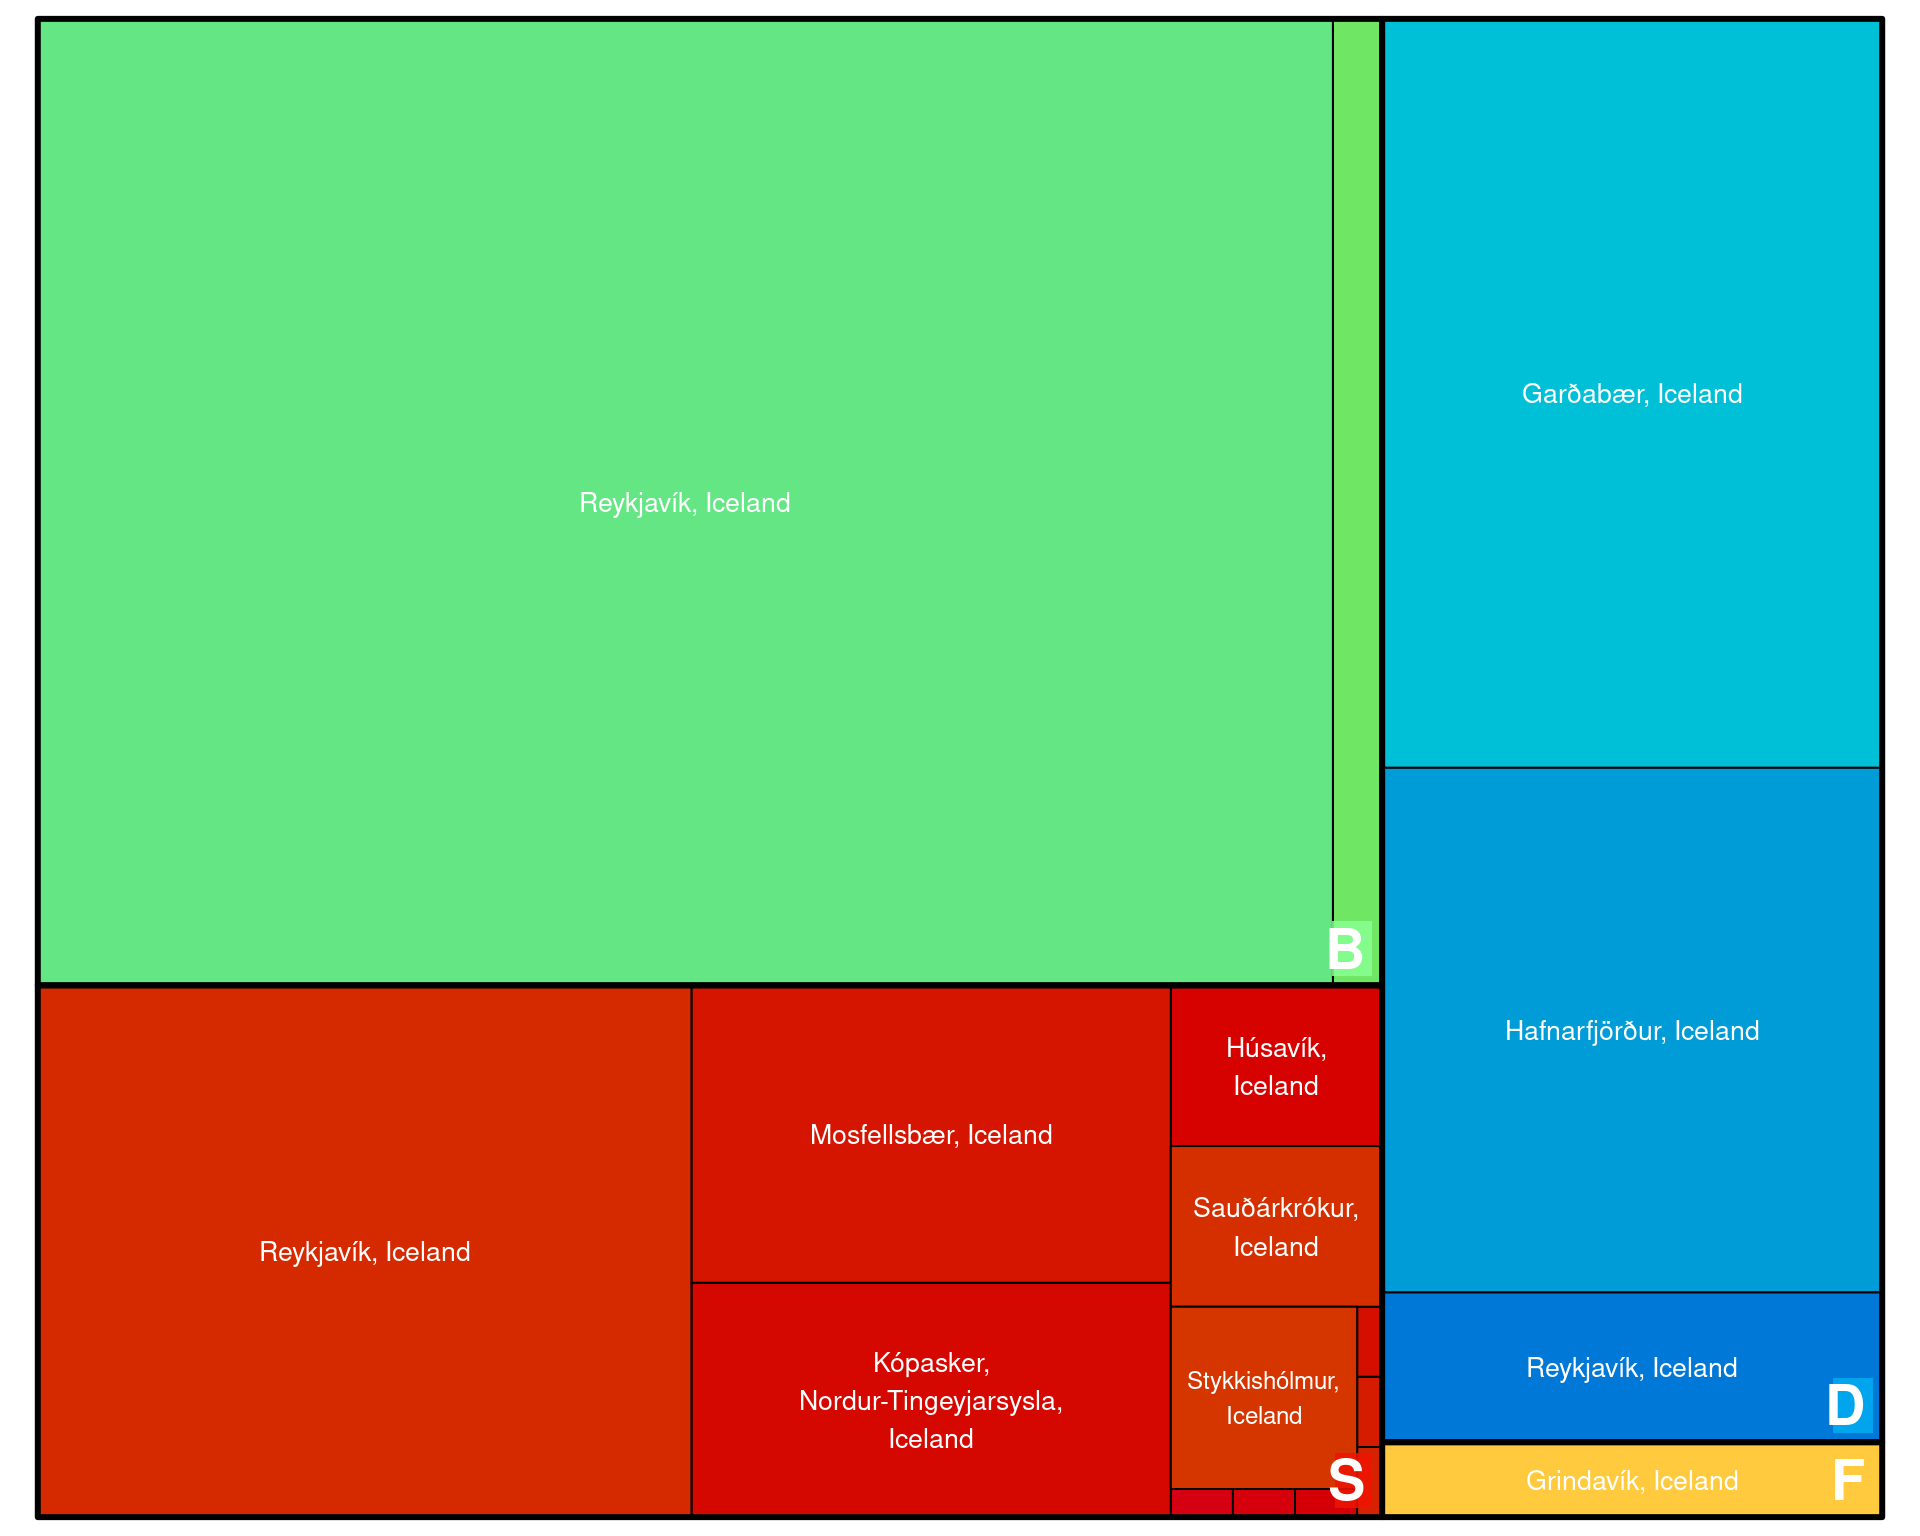 Reykjavík, Iceland
B
Garðabær, Iceland
Hafnarfjörður, Iceland
Reykjavík, Iceland
D
Grindavík, Iceland
F
Reykjavík, Iceland
Mosfellsbær, Iceland
Kópasker,
Nordur-Tingeyjarsysla,
Iceland
Húsavík,
Iceland
Sauðárkrókur,
Iceland
Stykkishólmur,
Iceland
S